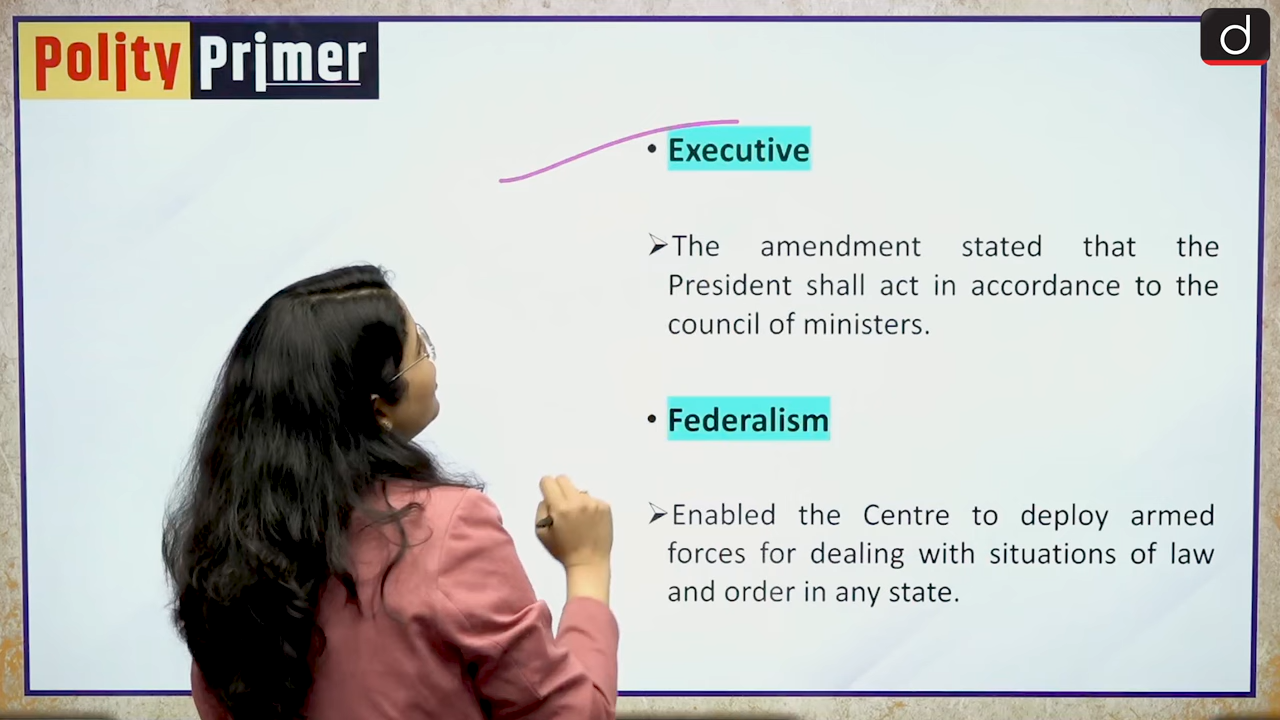 Polity Primer
d
• Executive
➢The amendment stated that the
President shall act in accordance to the
council of ministers.
• Federalism
➢Enabled the Centre to deploy armed
forces for dealing with situations of law
and order in any state.